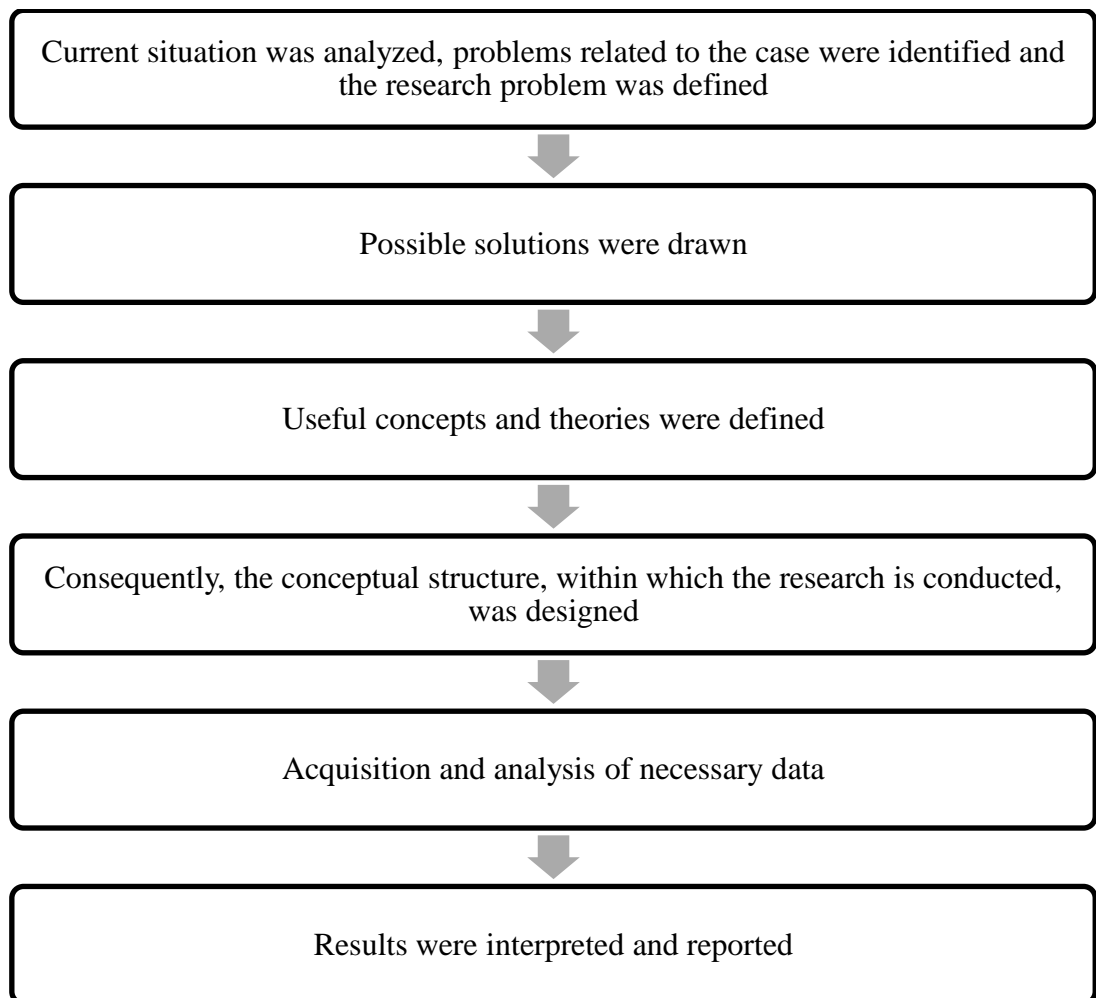 Current situation was analyzed, problems related to the case were identified and
the research problem was defined
Possible solutions were drawn
Useful concepts and theories were defined
Consequently, the conceptual structure, within which the research is conducted,
was designed
Acquisition and analysis of necessary data
Results were interpreted and reported